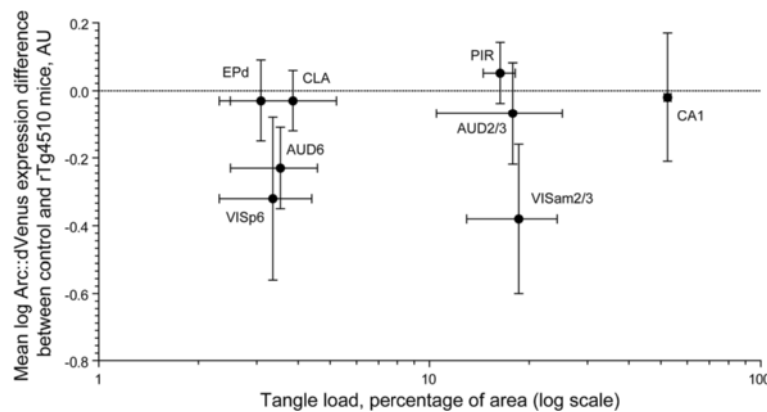 Mean log Arc::dVenus expression difference
between control and rTg4510 mice, AU
0.2
0.0
-0.2
-0.4
-0.6
-0.8
EPd
CLA
AUD6
VISp6
PIR
AUD2/3
VISam2/3
CA1
1
10
100
Tangle load, percentage of area (log scale)